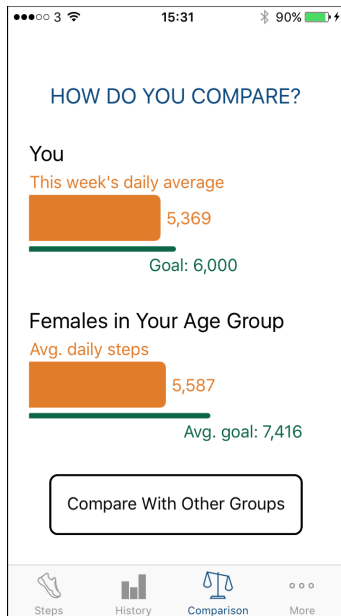 3 15:31 90%
HOW DO YOU COMPARE?
You
This week's daily average
5,369
Goal: 6,000
Females in Your Age Group
Avg. daily steps
5,587
Avg. goal: 7,416
Compare With Other Groups
Steps History Comparison More